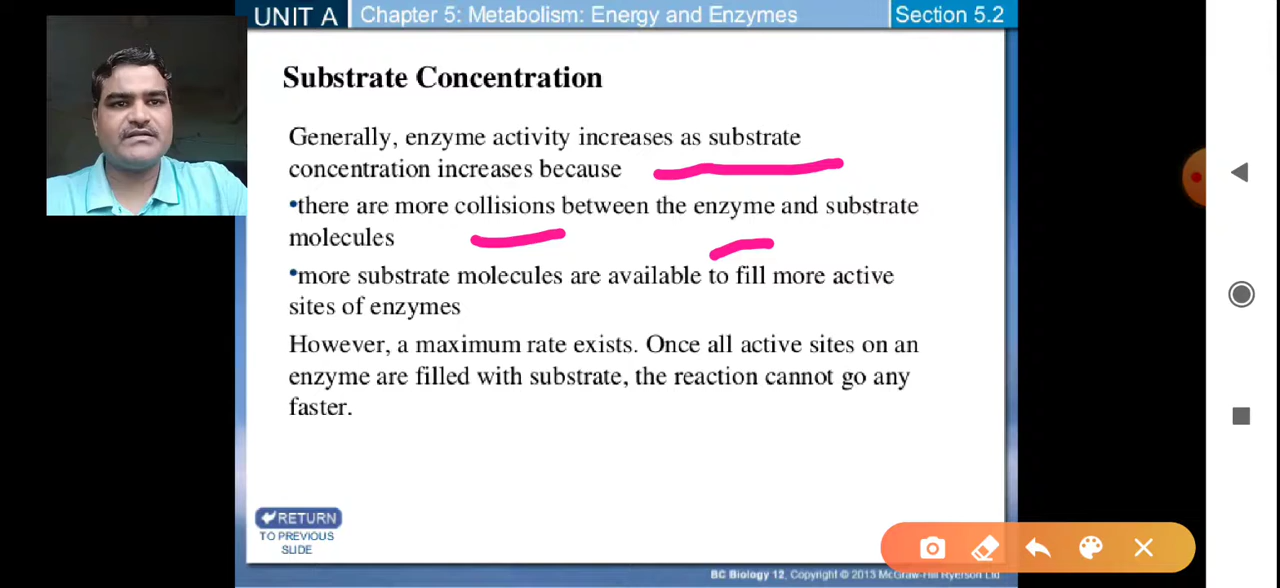 UNIT A
Chapter 5: Metabolism: Energy and Enzymes
Section 5.2
Substrate Concentration
Generally, enzyme activity increases as substrate
concentration increases because
•there are more collisions between the enzyme and substrate
molecules
•more substrate molecules are available to fill more active
sites of enzymes
However, a maximum rate exists. Once all active sites on an
enzyme are filled with substrate, the reaction cannot go any
faster.
RETURN
TO PREVIOUS
SLIDE
BC Biology 12, Copyright © 2013 McGraw-Hill Ryerson Ltd